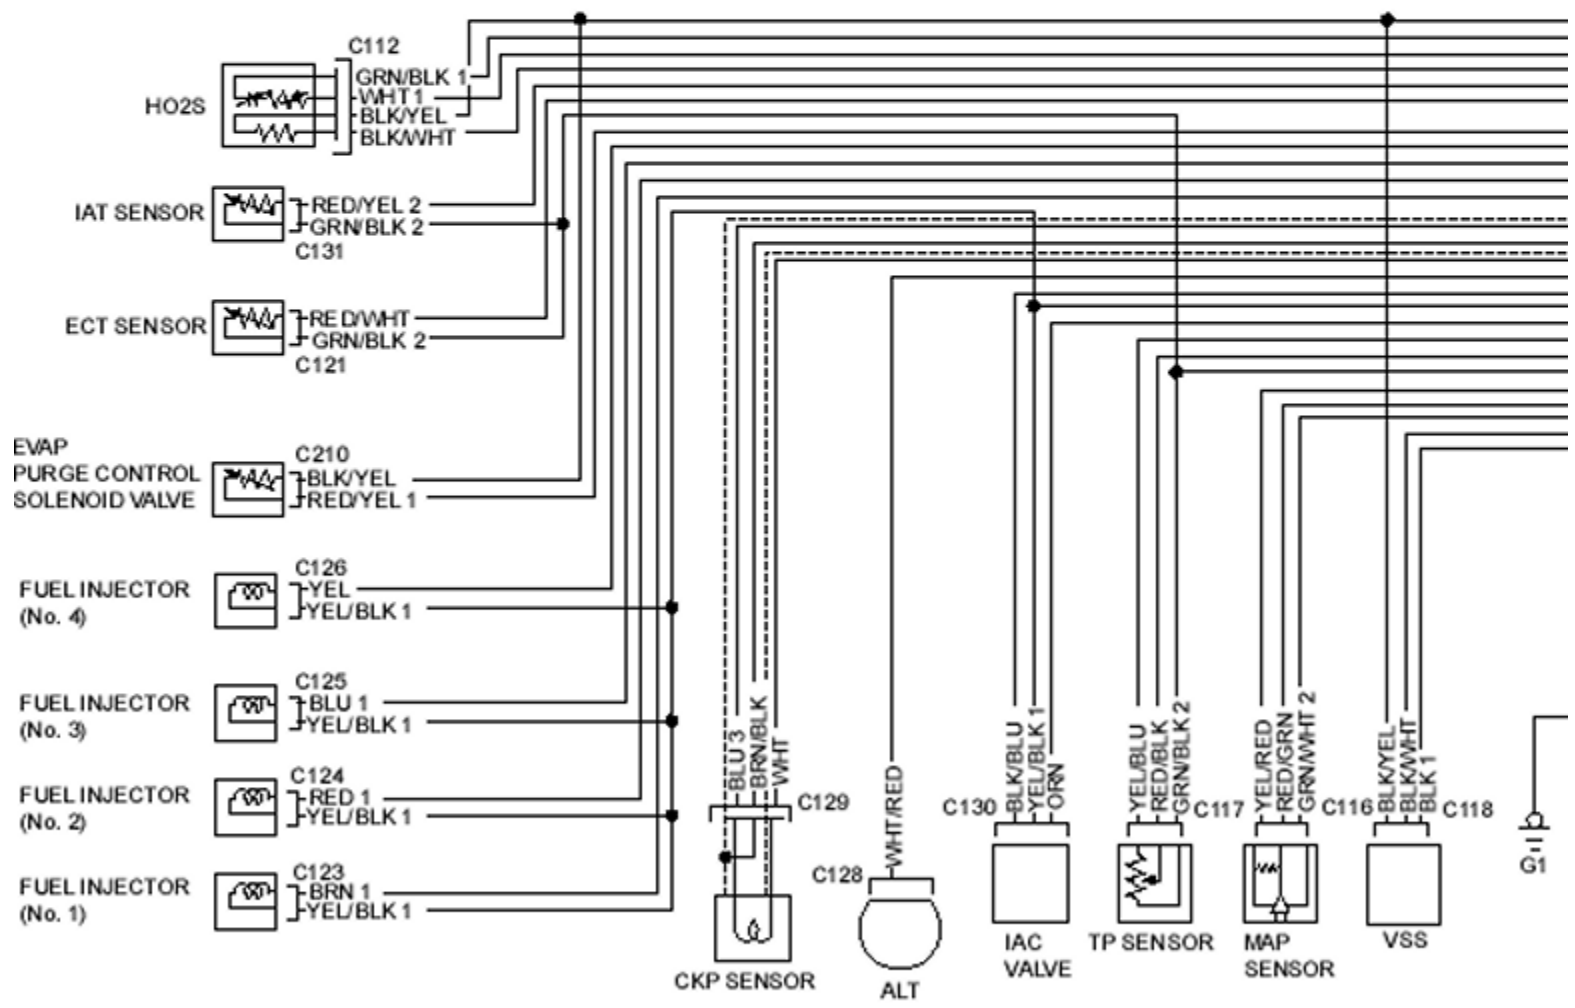 C112
GRN/BLK 1
WHT 1
BLK/YEL
BLK/WHT
HO2S
IAT SENSOR
RED/YEL 2
GRN/BLK 2
C131
ECT SENSOR
RED/WHT
GRN/BLK 2
C121
EVAP
PURGE CONTROL
SOLENOID VALVE
C210
BLK/YEL
RED/YEL 1
FUEL INJECTOR
(No. 4)
C126
YEL
YEL/BLK 1
FUEL INJECTOR
(No. 3)
C125
BLU 1
YEL/BLK 1
FUEL INJECTOR
(No. 2)
C124
RED 1
YEL/BLK 1
FUEL INJECTOR
(No. 1)
C123
BRN 1
YEL/BLK 1
BLU 3
BRN/BLK
WHT
C129
CKP SENSOR
WHT/RED
C128
ALT
C130
BLK/BLU
YEL/BLK 1
ORN
IAC
VALVE
YEL/BLU
RED/BLK
GRN/BLK 2
C117
TP SENSOR
YEL/RED
RED/GRN
GRN/WHT 2
C116
MAP
SENSOR
BLK/YEL
BLK/WHT
BLK 1
C118
VSS
G1